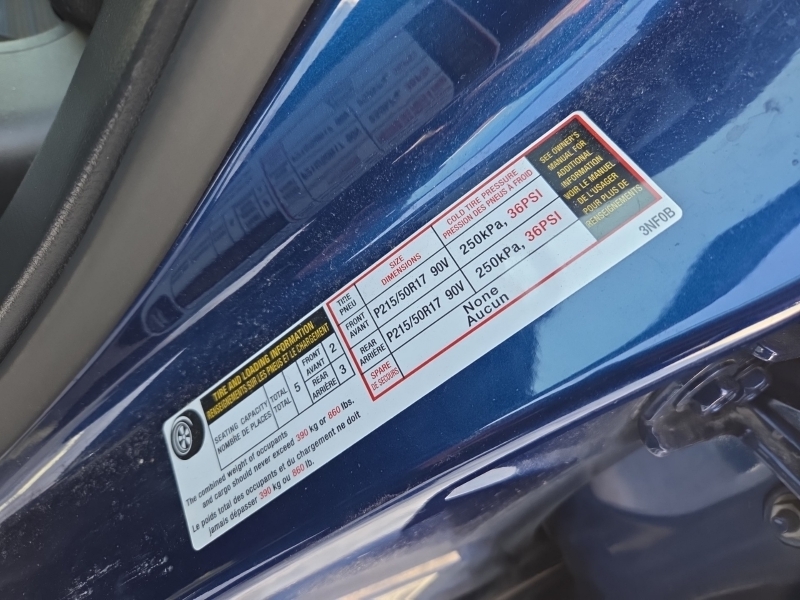 TIRE AND LOADING INFORMATION
RENSEIGNEMENTS SUR LES PNEUS ET LE CHARGEMENT
SEATING CAPACITY
NOMBRE DE PLACES
TOTAL
TOTAL
5
FRONT
AVANT
2
REAR
ARRIÈRE
3
The combined weight of occupants
and cargo should never exceed 390 kg or 860 lbs.
Le poids total des occupants et du chargement ne doit
jamais dépasser 390 kg ou 860 lb.
TIRE
PNEU
SIZE
DIMENSIONS
COLD TIRE PRESSURE
PRESSION DES PNEUS À FROID
FRONT
AVANT
P215/50R17 90V
250kPa, 36PSI
REAR
ARRIÈRE
P215/50R17 90V
250kPa, 36PSI
SPARE
DE SECOURS
None
Aucun
SEE OWNER'S
MANUAL FOR
ADDITIONAL
INFORMATION
VOIR LE MANUEL
DE L'USAGER
POUR PLUS DE
RENSEIGNEMENTS
3NF0B